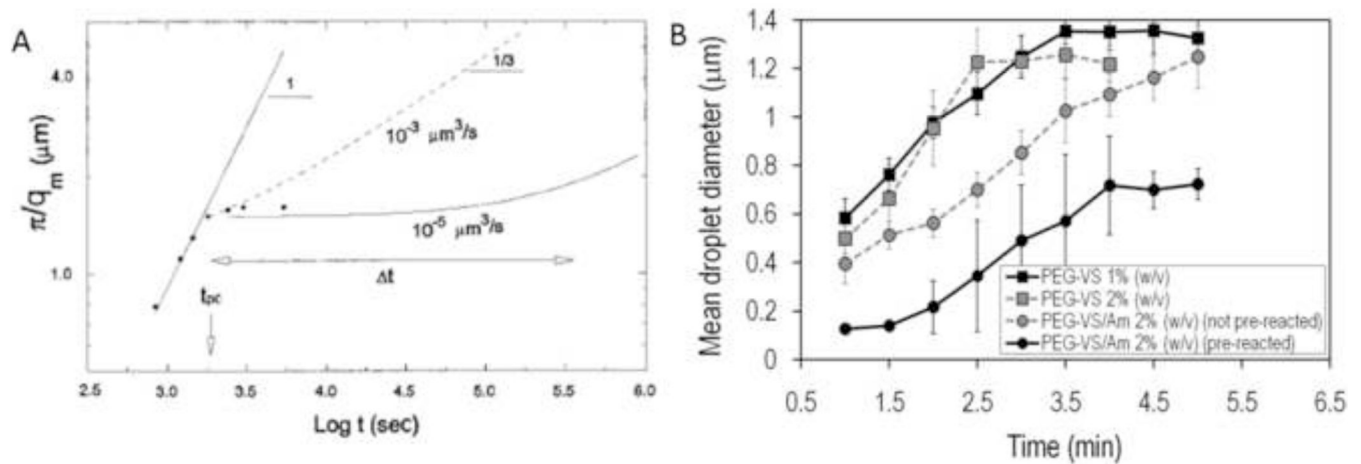 A
π/q_m (μm)
4.0
1.0
1
1/3
10⁻³ μm³/s
10⁻⁵ μm³/s
Δt
t_pc
2.5 3.0 3.5 4.0 4.5 5.0 5.5 6.0
Log t (sec)
B
Mean droplet diameter (μm)
1.4
1.2
1
0.8
0.6
0.4
0.2
0
PEG-VS 1% (w/v)
PEG-VS 2% (w/v)
PEG-VS/Am 2% (w/v) (not pre-reacted)
PEG-VS/Am 2% (w/v) (pre-reacted)
0.5 1.5 2.5 3.5 4.5 5.5 6.5
Time (min)